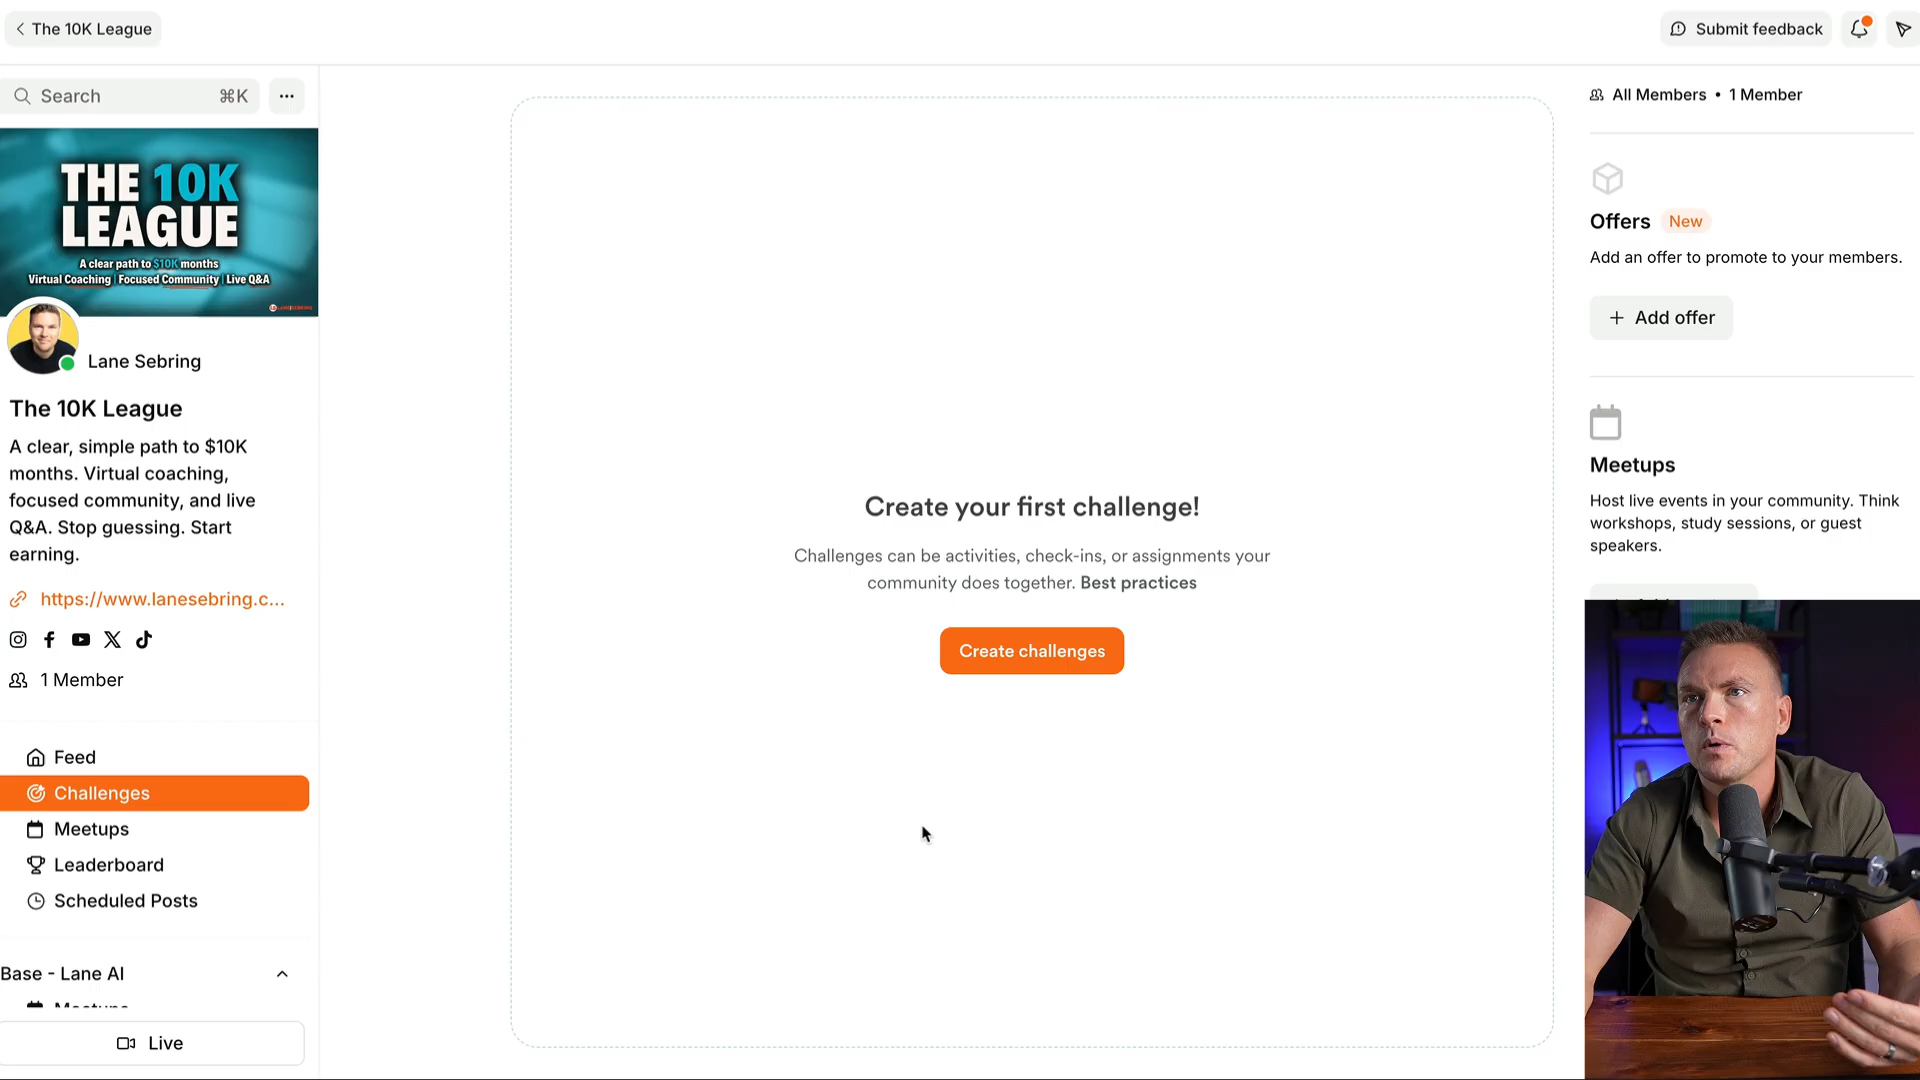 The 10K League
Submit feedback
Search ⌘K
THE 10K
LEAGUE
A clear path to $10K months
Virtual Coaching | Focused Community | Live Q&A
Lane Sebring
The 10K League
A clear, simple path to $10K
months. Virtual coaching,
focused community, and live
Q&A. Stop guessing. Start
earning.
https://www.lanesebring.c...
1 Member
Feed
Challenges
Meetups
Leaderboard
Scheduled Posts
Base - Lane AI
Meetups
Live
Create your first challenge!
Challenges can be activities, check-ins, or assignments your
community does together. Best practices
Create challenges
All Members • 1 Member
Offers New
Add an offer to promote to your members.
+ Add offer
Meetups
Host live events in your community. Think
workshops, study sessions, or guest
speakers.